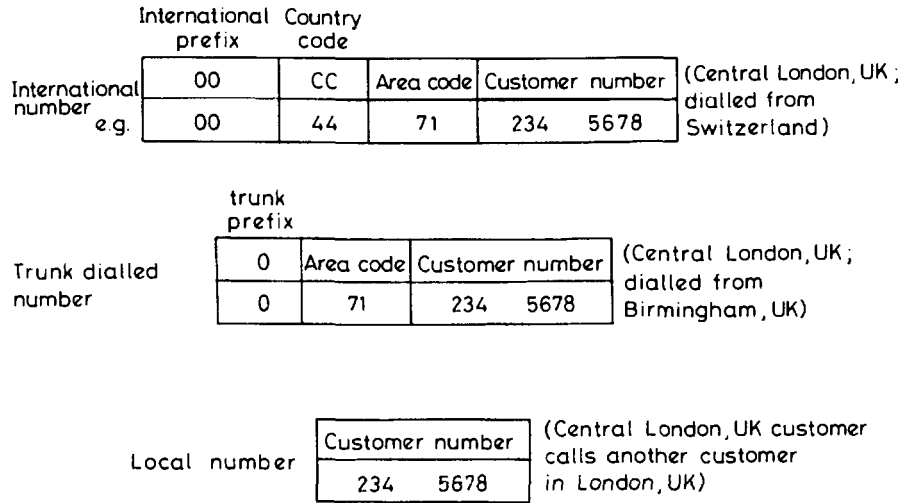 International Country
prefix code
International number e.g.
00 CC Area code Customer number
00 44 71 234 5678
(Central London, UK;
dialled from
Switzerland)
trunk
prefix
Trunk dialled
number
0 Area code Customer number
0 71 234 5678
(Central London, UK;
dialled from
Birmingham, UK)
Local number
Customer number
234 5678
(Central London, UK customer
calls another customer
in London, UK)